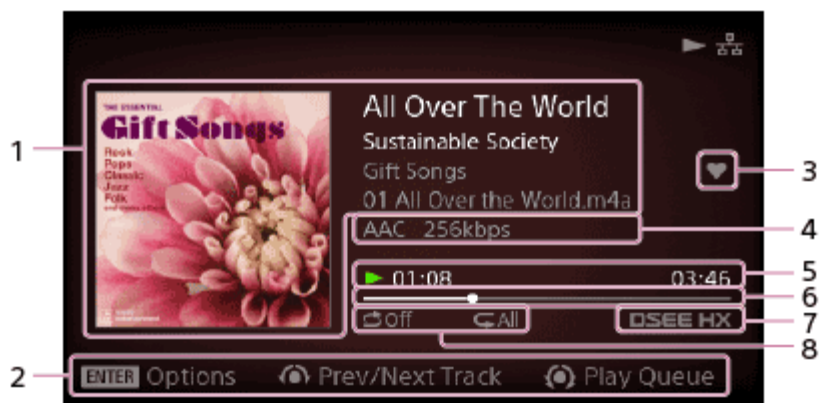 THE ESSENTIAL
Gift Songs
Rock
Pops
Classic
Jazz
Folk
All Over The World
Sustainable Society
Gift Songs
01 All Over the World.m4a
AAC 256kbps
01:08 03:46
Off All DSEE HX
ENTER Options Prev/Next Track Play Queue
1
2
3
4
5
6
7
8